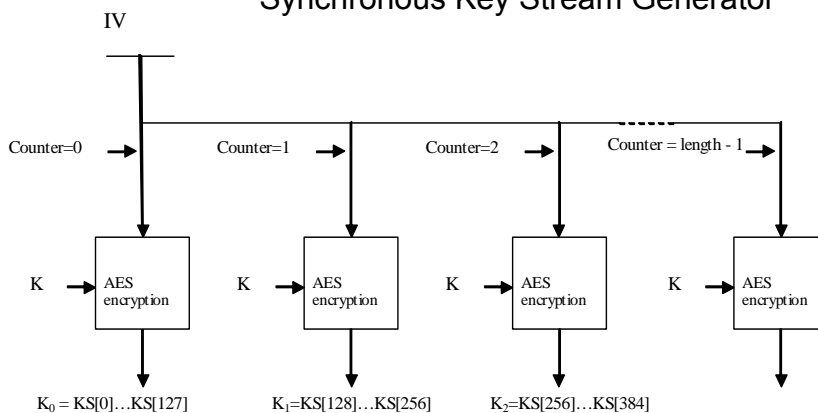 Synchronous Key Stream Generator
IV
Counter=0
Counter=1
Counter=2
Counter = length - 1
K
AES
encryption
K
AES
encryption
K
AES
encryption
K
AES
encryption
K₀ = KS[0]…KS[127]
K₁=KS[128]…KS[256]
K₂=KS[256]…KS[384]